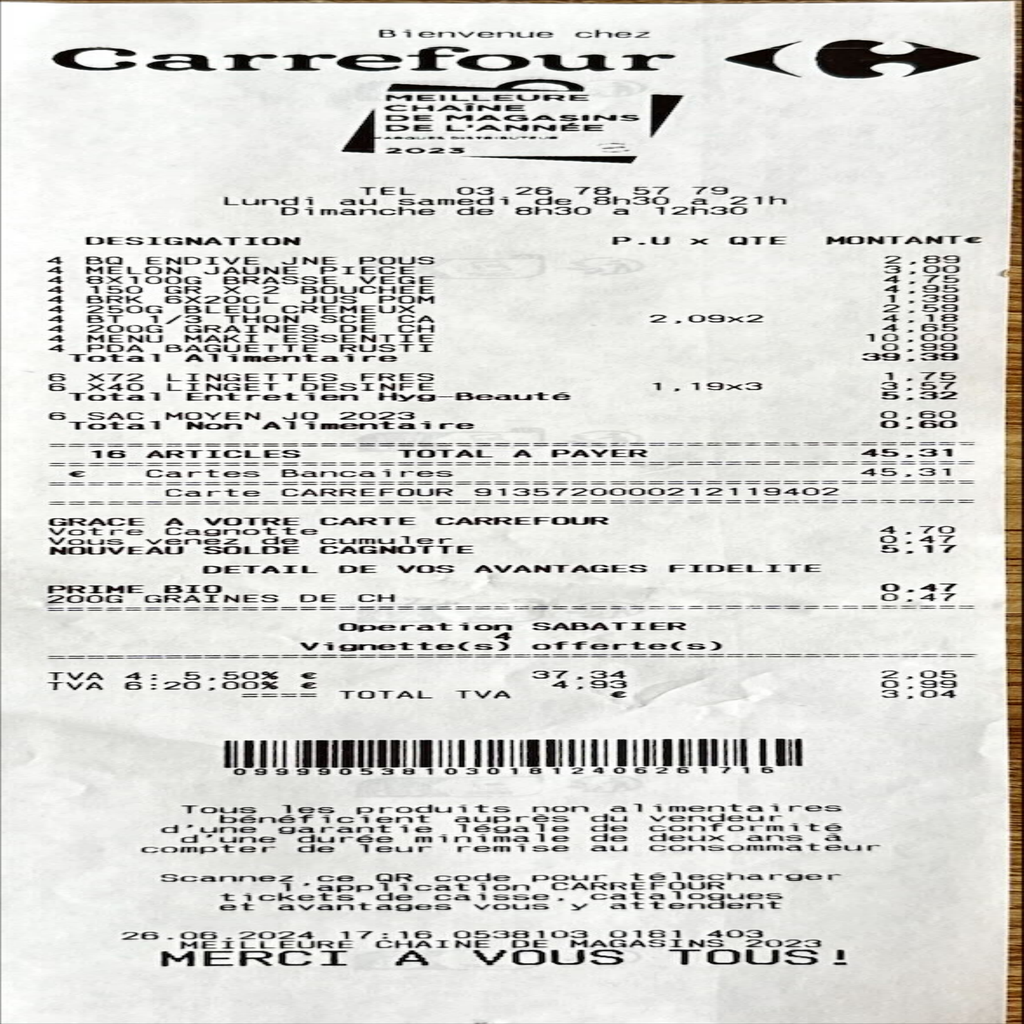 Bienvenue chez
Carrefour
MEILLEURE
CHAÎNE
DE MAGASINS
DE L'ANNÉE
MARQUES DISTRIBUTEUR
2023
TEL 03 26 78 57 79
Lundi au samedi de 8h30 a 21h
Dimanche de 8h30 a 12h30
DESIGNATION P.U x QTE MONTANT€
4 BQ ENDIVE JNE POUS 2.89
4 MELON JAUNE PIECE 3.00
4 8X100G BRASSE VEGE 4.75
4 150 GR X 2 BOUCHEE 4.95
4 BRK 6X20CL JUS POM 1.39
4 250G BLEU CREMEUX 2.59
4 BT 1/3 THON SCE CA 2,09x2 4.18
4 200G GRAINES DE CH 4.65
4 MENU MAKI ESSENTIE 10.00
4 PDA BAGUETTE RUSTI 0.99
Total Alimentaire 39.39
6 X72 LINGETTES FRES 1.75
6 X40 LINGET DESINFE 1,19x3 3.57
Total Entretien Hyg-Beauté 5.32
6 SAC MOYEN JO 2023 0.60
Total Non Alimentaire 0.60
16 ARTICLES TOTAL A PAYER 45.31
€ Cartes Bancaires 45.31
Carte CARREFOUR 9135720000212119402
GRACE A VOTRE CARTE CARREFOUR
Votre Cagnotte 4.70
Vous venez de cumuler 0.47
NOUVEAU SOLDE CAGNOTTE 5.17
DETAIL DE VOS AVANTAGES FIDELITE
PRIME BIO 0.47
200G GRAINES DE CH 0.47
Operation SABATIER
4
Vignette(s) offerte(s)
TVA 4: 5,50% € 37.34 2.05
TVA 6:20,00% € 4.93 0.99
==== TOTAL TVA € 3.04
0999905381030181240626171​6
Tous les produits non alimentaires
bénéficient auprès du vendeur
d'une garantie légale de conformité
d'une durée minimale de deux ans à
compter de leur remise au consommateur
Scannez ce QR code pour télecharger
l'application CARREFOUR
tickets de caisse, catalogues
et avantages vous y attendent
26.06.2024 17:16 0538103 0181 403
MEILLEURE CHAINE DE MAGASINS 2023
MERCI A VOUS TOUS!